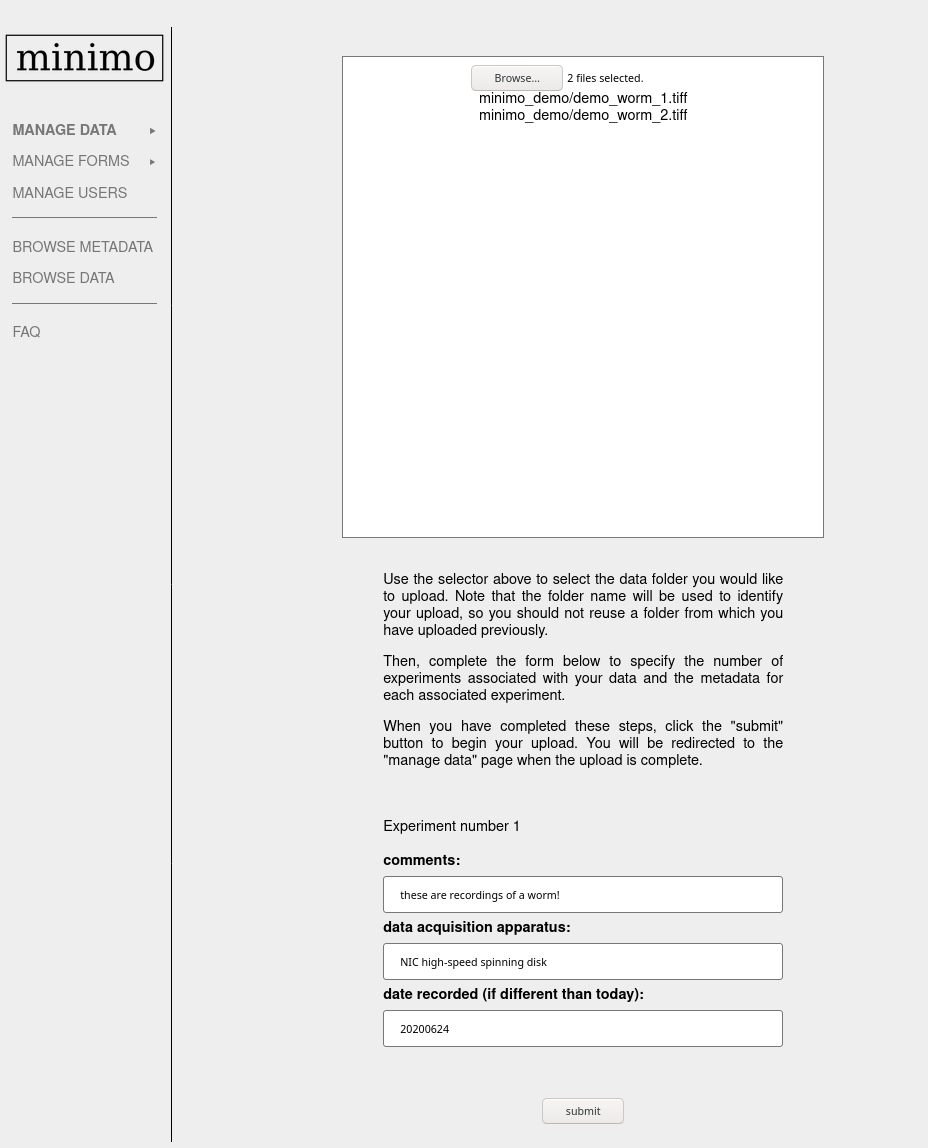 minimo
MANAGE DATA
MANAGE FORMS
MANAGE USERS
BROWSE METADATA
BROWSE DATA
FAQ
Browse... 2 files selected.
minimo_demo/demo_worm_1.tiff
minimo_demo/demo_worm_2.tiff
Use the selector above to select the data folder you would like
to upload. Note that the folder name will be used to identify
your upload, so you should not reuse a folder from which you
have uploaded previously.
Then, complete the form below to specify the number of
experiments associated with your data and the metadata for
each associated experiment.
When you have completed these steps, click the "submit"
button to begin your upload. You will be redirected to the
"manage data" page when the upload is complete.
Experiment number 1
comments:
these are recordings of a worm!
data acquisition apparatus:
NIC high-speed spinning disk
date recorded (if different than today):
20200624
submit